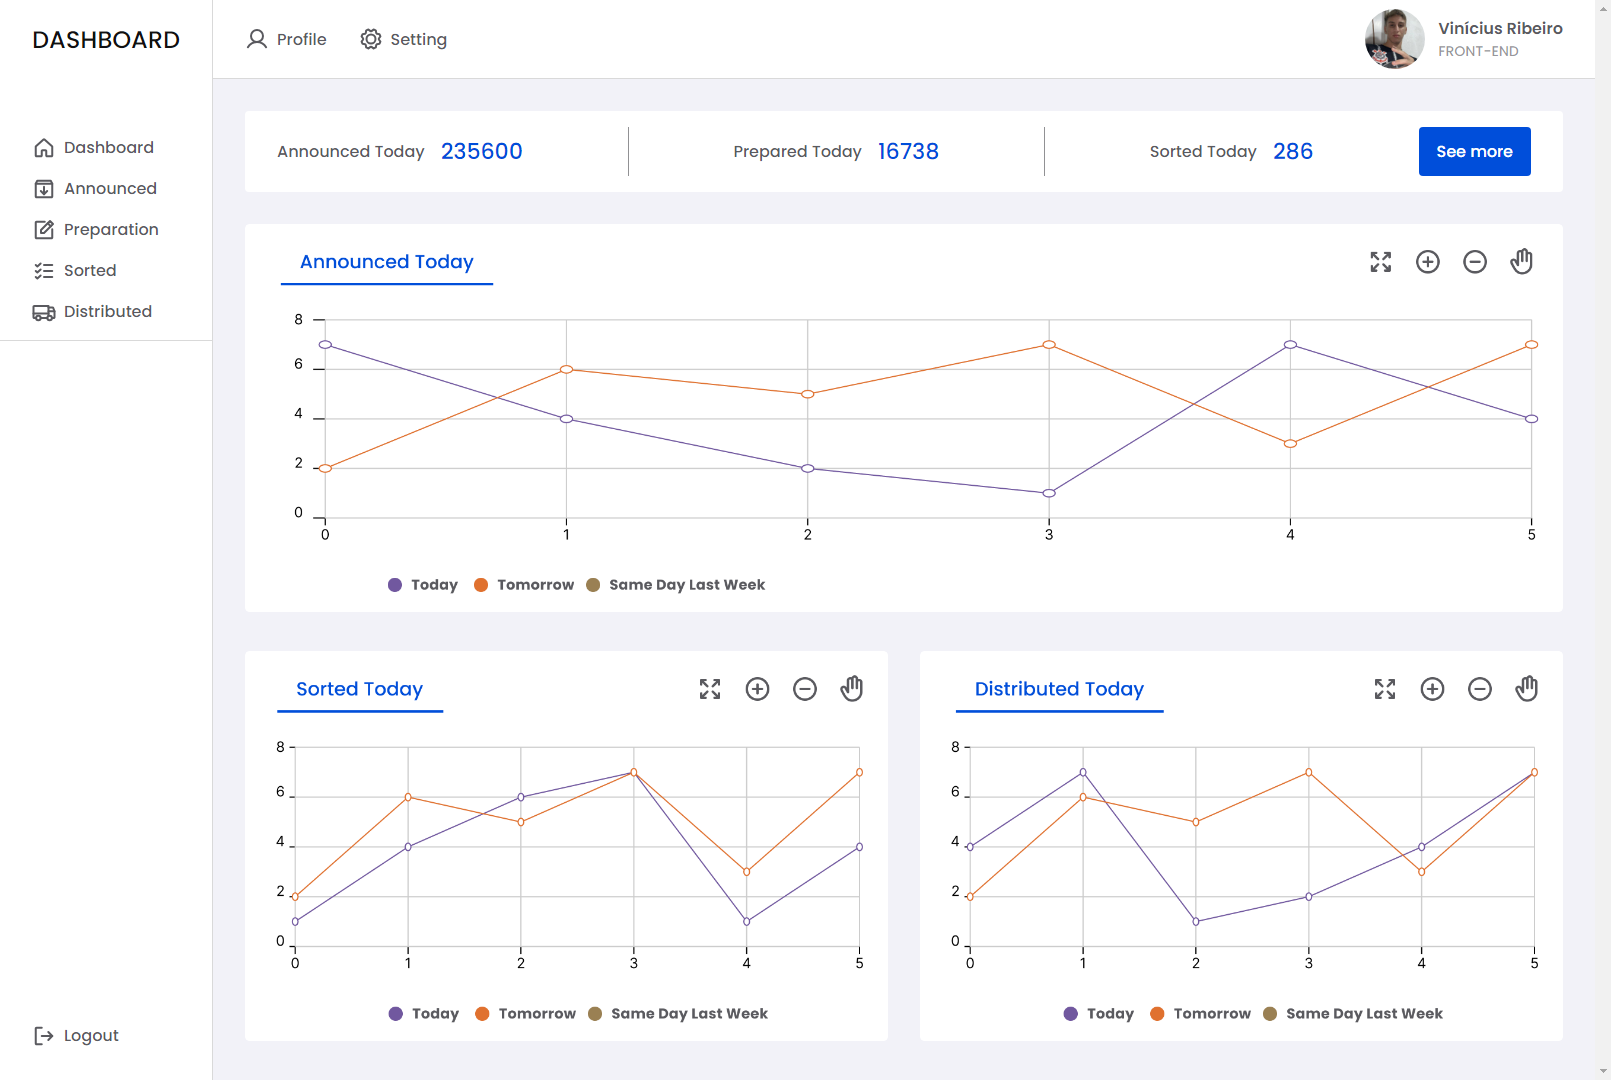 DASHBOARD
Profile
Setting
Vinícius Ribeiro
FRONT-END
Dashboard
Announced
Preparation
Sorted
Distributed
Logout
Announced Today 235600
Prepared Today 16738
Sorted Today 286
See more
Announced Today
8
6
4
2
0
0 1 2 3 4 5
Today Tomorrow Same Day Last Week
Sorted Today
8
6
4
2
0
0 1 2 3 4 5
Today Tomorrow Same Day Last Week
Distributed Today
8
6
4
2
0
0 1 2 3 4 5
Today Tomorrow Same Day Last Week